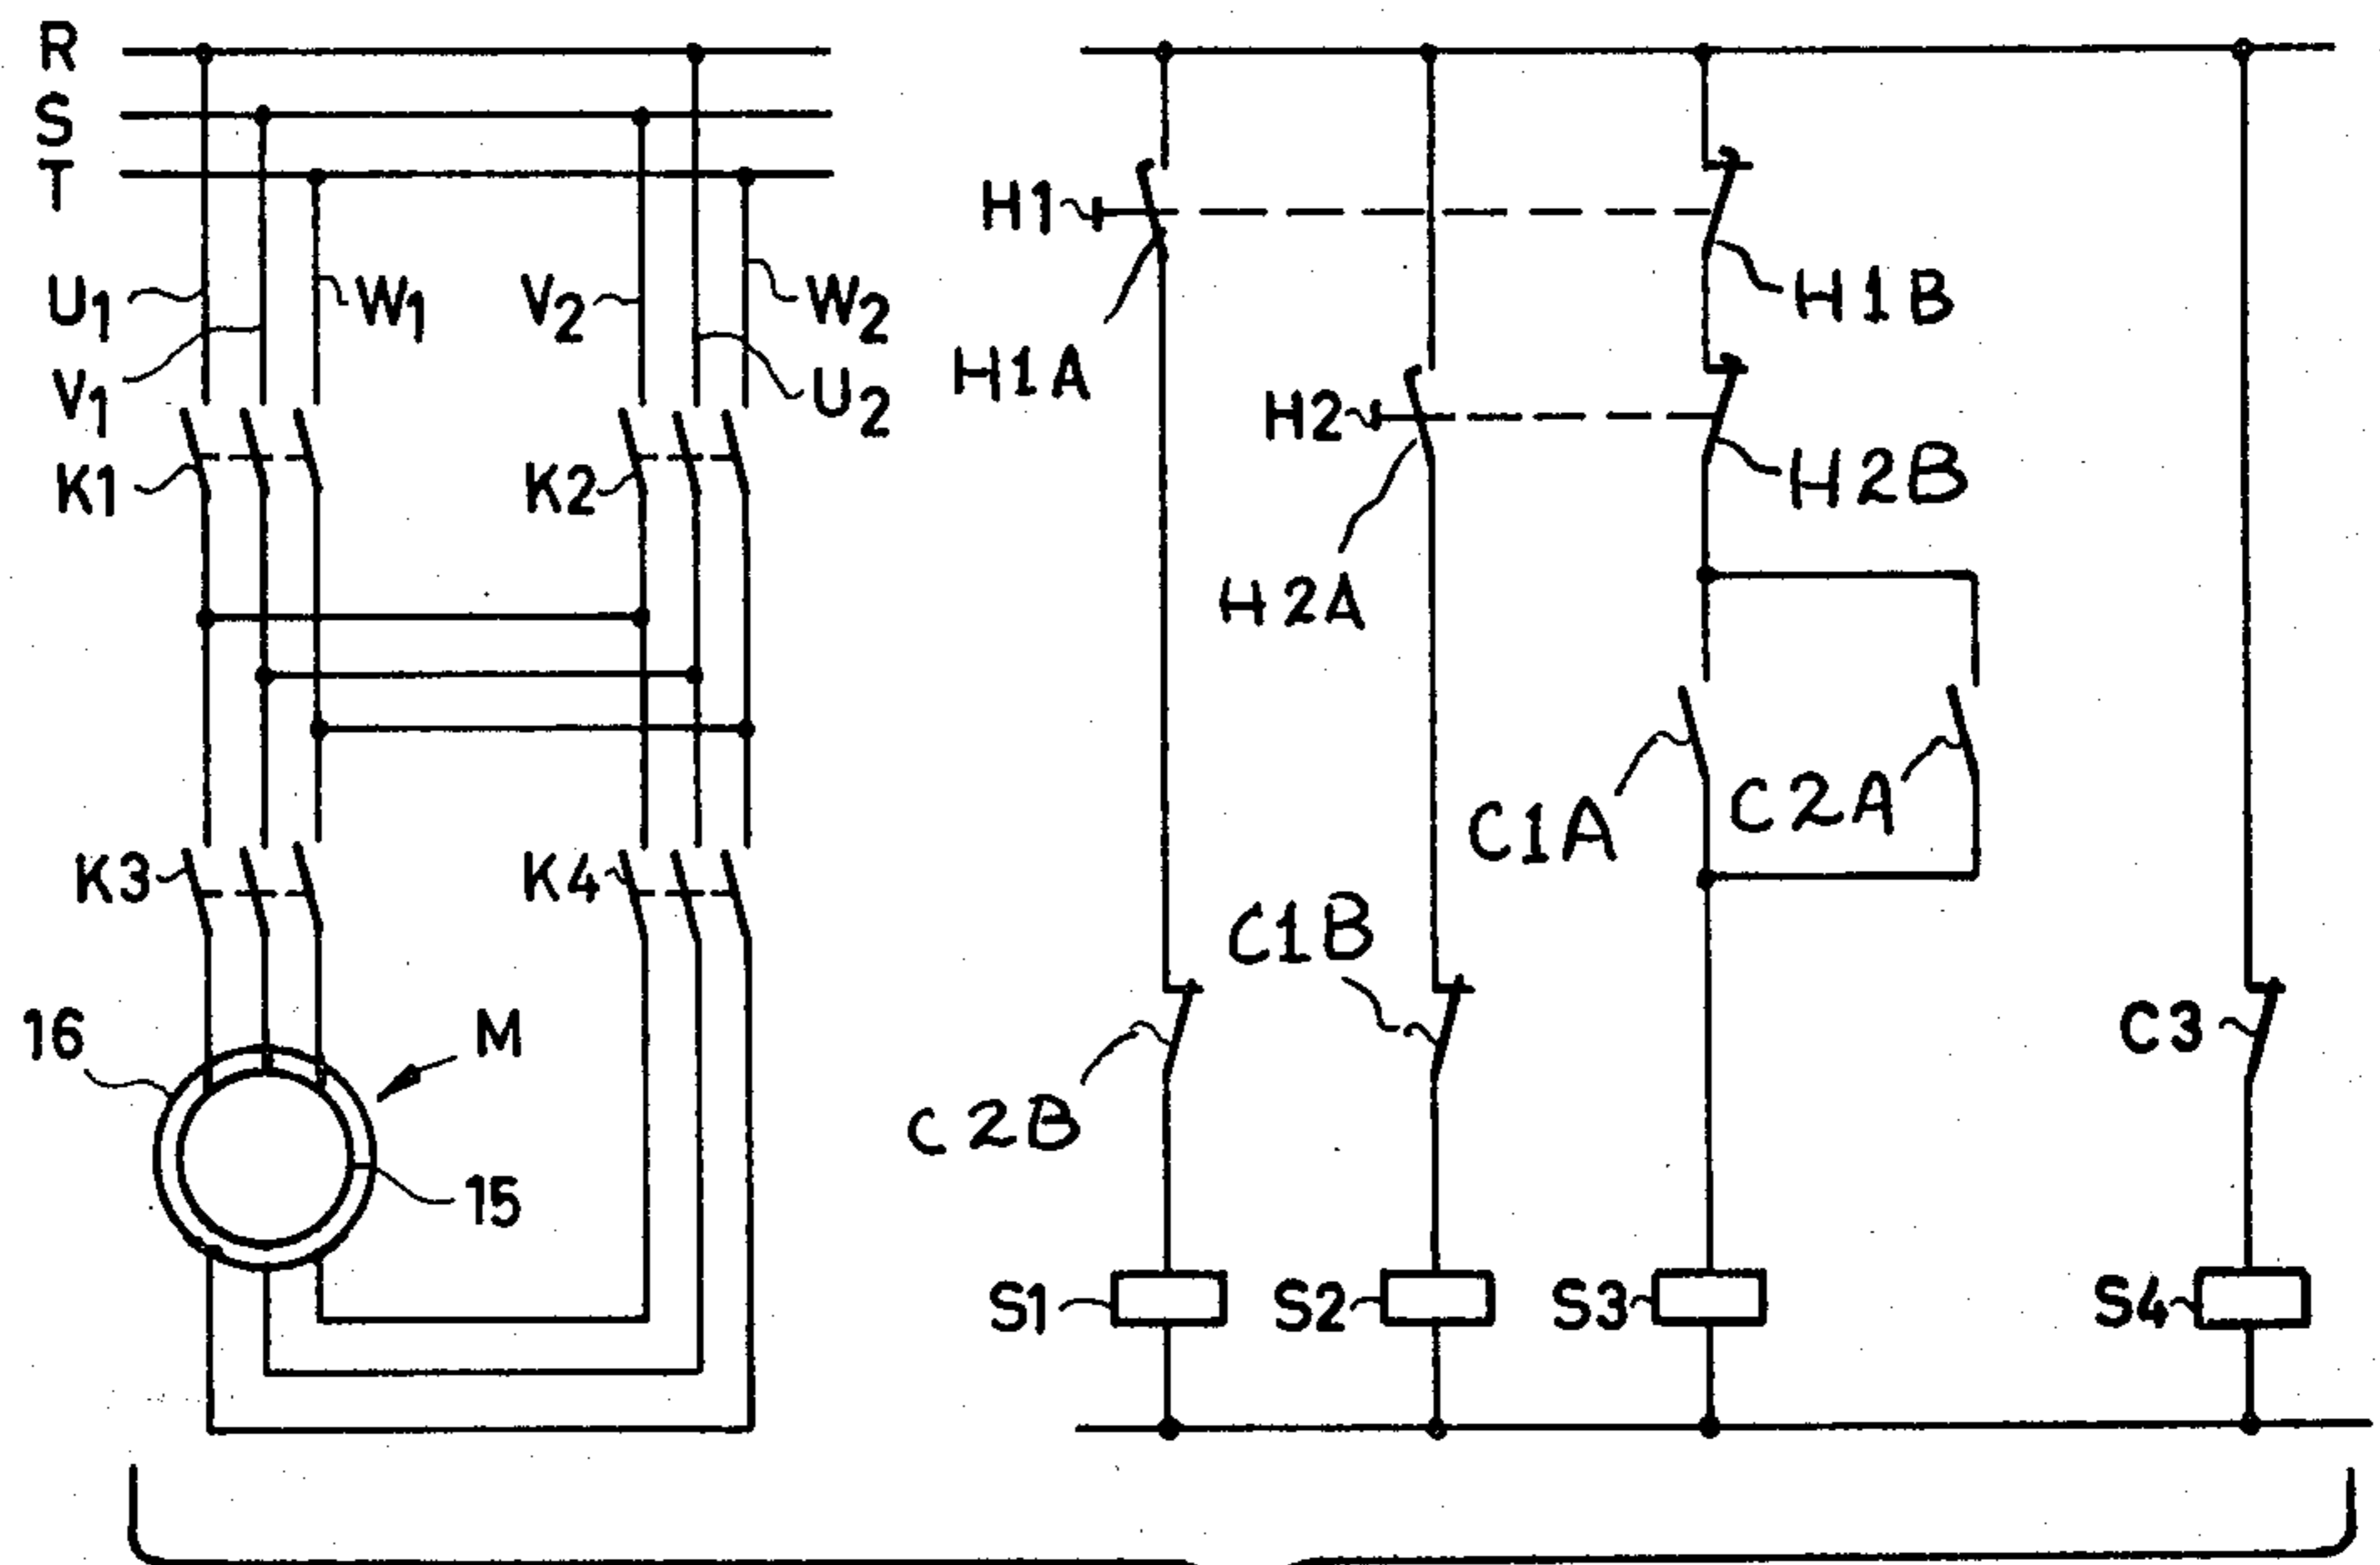 R
S
T
U1
W1
V2
W2
V1
U2
K1
K2
K3
K4
16
M
15
H1
H1A
H1B
H2
H2A
H2B
C1A
C2A
C1B
C2B
C3
S1
S2
S3
S4